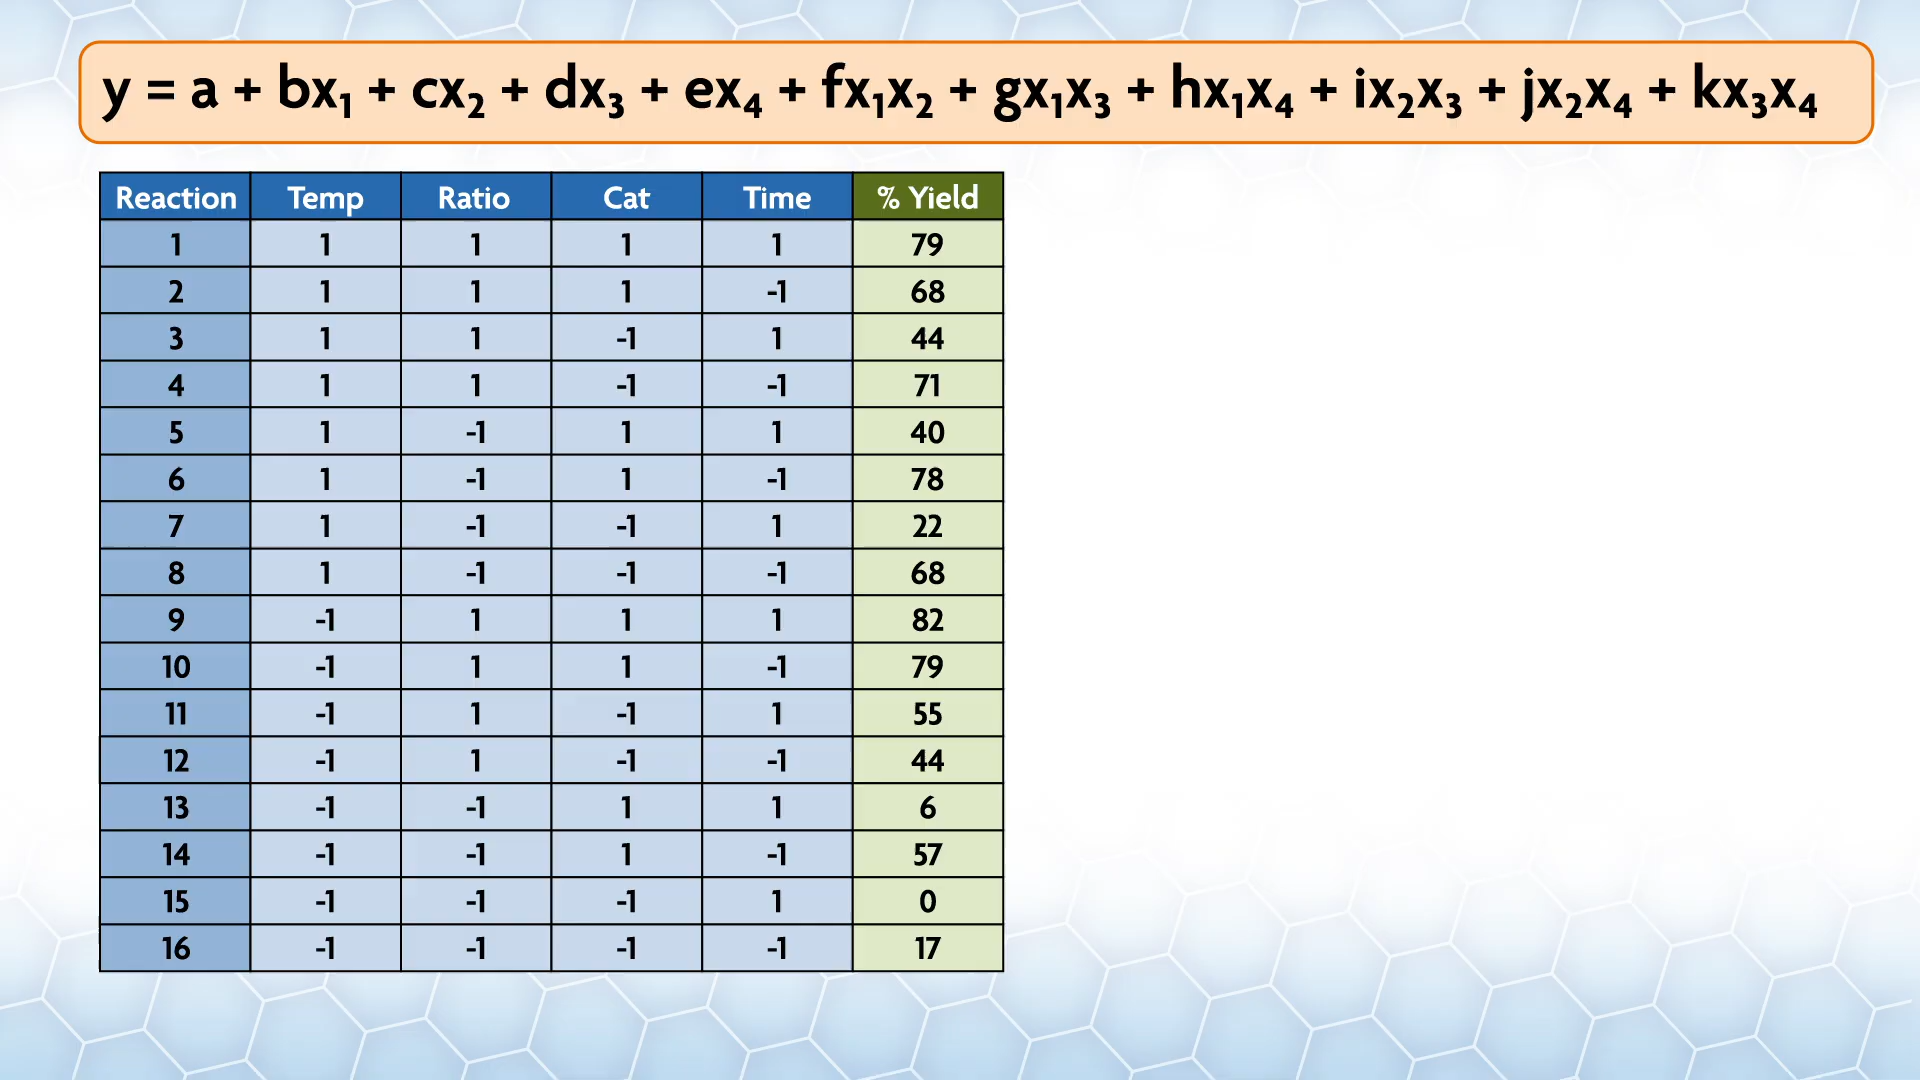 y = a + bx₁ + cx₂ + dx₃ + ex₄ + fx₁x₂ + gx₁x₃ + hx₁x₄ + ix₂x₃ + jx₂x₄ + kx₃x₄
Reaction Temp Ratio Cat Time % Yield
1 1 1 1 1 79
2 1 1 1 -1 68
3 1 1 -1 1 44
4 1 1 -1 -1 71
5 1 -1 1 1 40
6 1 -1 1 -1 78
7 1 -1 -1 1 22
8 1 -1 -1 -1 68
9 -1 1 1 1 82
10 -1 1 1 -1 79
11 -1 1 -1 1 55
12 -1 1 -1 -1 44
13 -1 -1 1 1 6
14 -1 -1 1 -1 57
15 -1 -1 -1 1 0
16 -1 -1 -1 -1 17